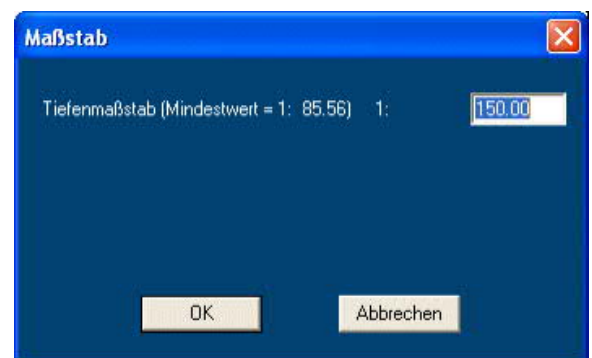 Maßstab
Tiefenmaßstab (Mindestwert = 1: 85.56) 1: 150.00
OK Abbrechen